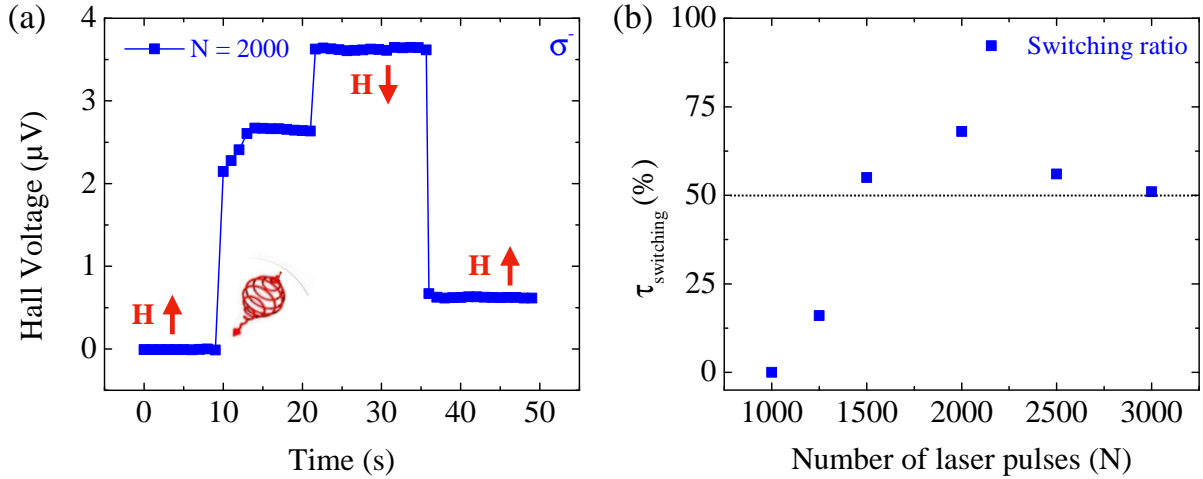 (a)
N = 2000
σ-
H
H
H
Hall Voltage (µV)
4
3
2
1
0
0 10 20 30 40 50
Time (s)
(b)
Switching ratio
τswitching (%)
100
75
50
25
0
1000 1500 2000 2500 3000
Number of laser pulses (N)